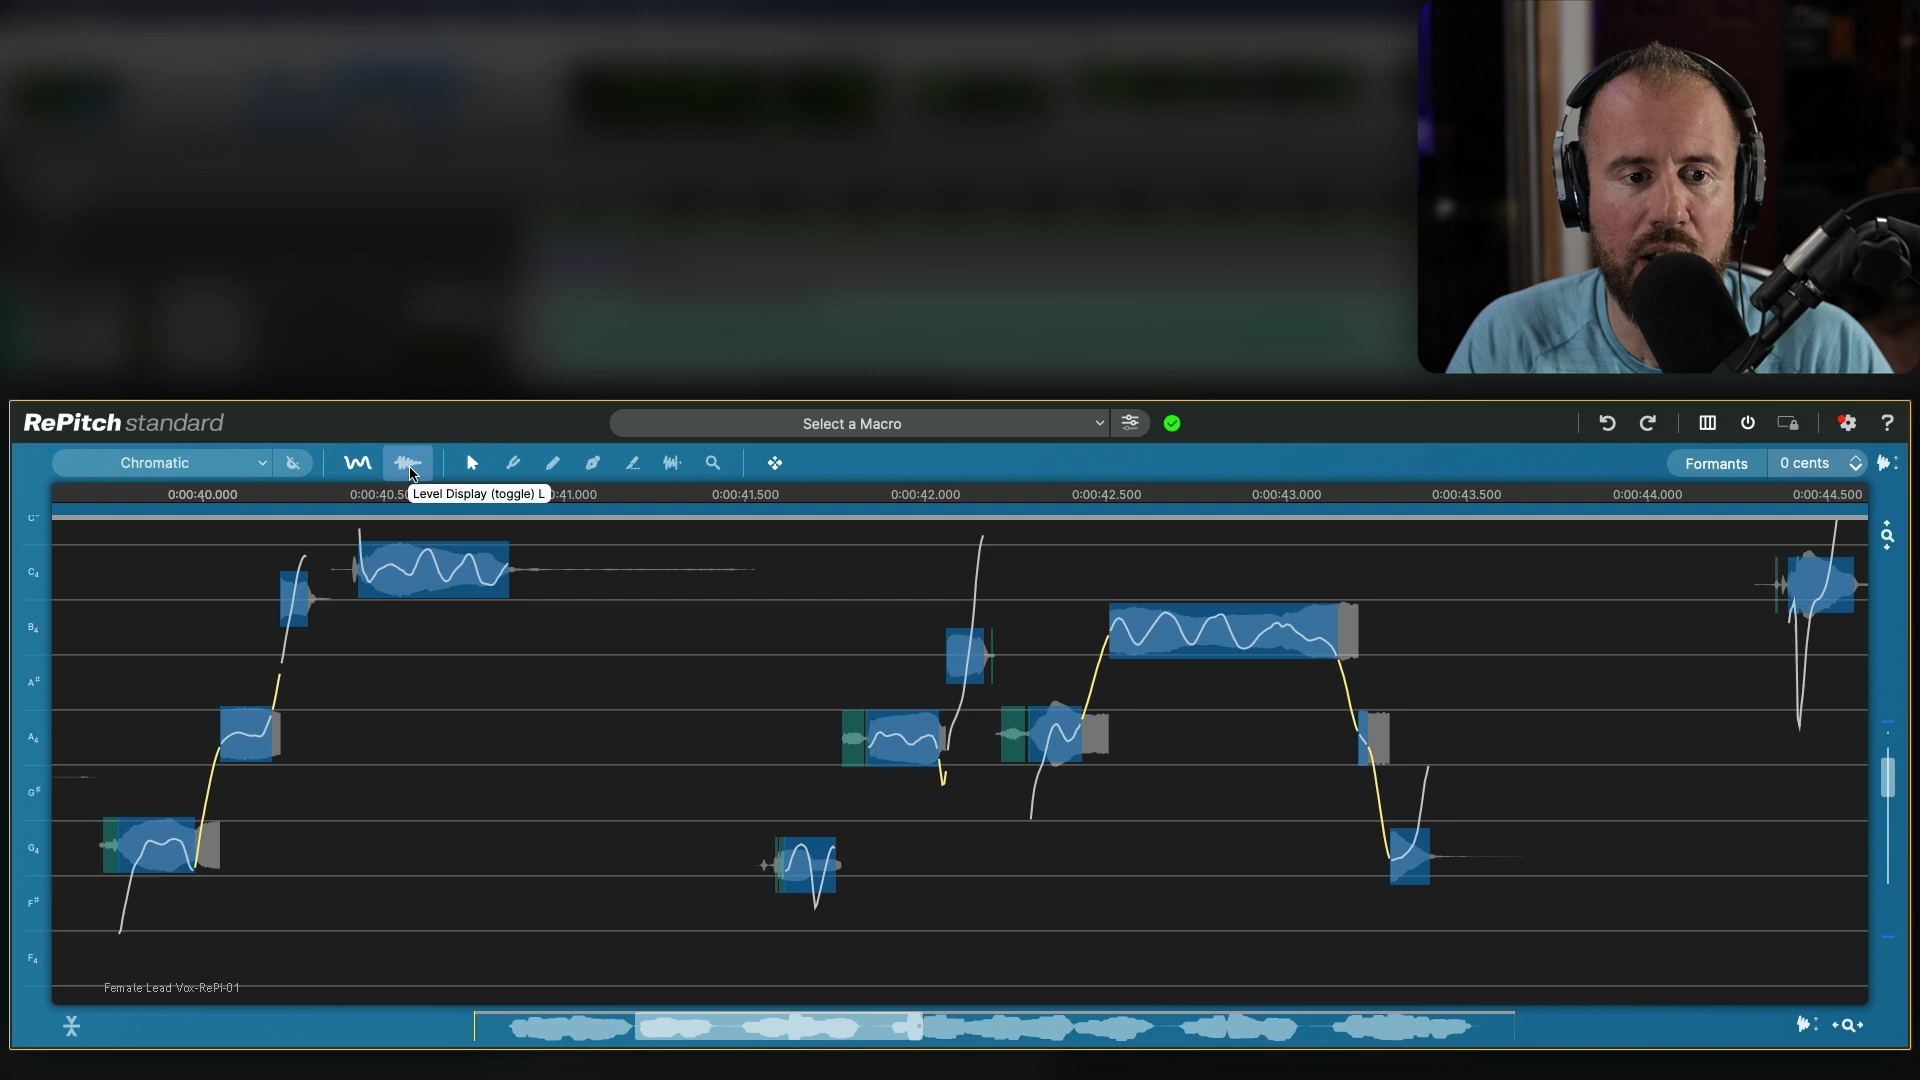 RePitch standard
Select a Macro
?
Chromatic
Formants
0 cents
Level Display (toggle) L
0:00:40.000
0:00:40.50
0:41.000
0:00:41.500
0:00:42.000
0:00:42.500
0:00:43.000
0:00:43.500
0:00:44.000
0:00:44.500
C4
B4
A#
A4
G#
G4
F#
F4
Female Lead Vox-RePi-01